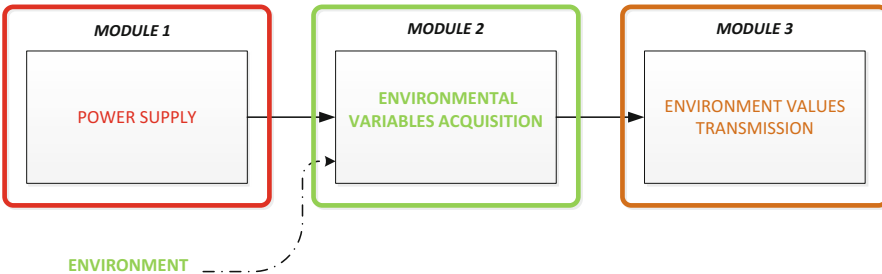 MODULE 1
POWER SUPPLY
MODULE 2
ENVIRONMENTAL
VARIABLES ACQUISITION
MODULE 3
ENVIRONMENT VALUES
TRANSMISSION
ENVIRONMENT